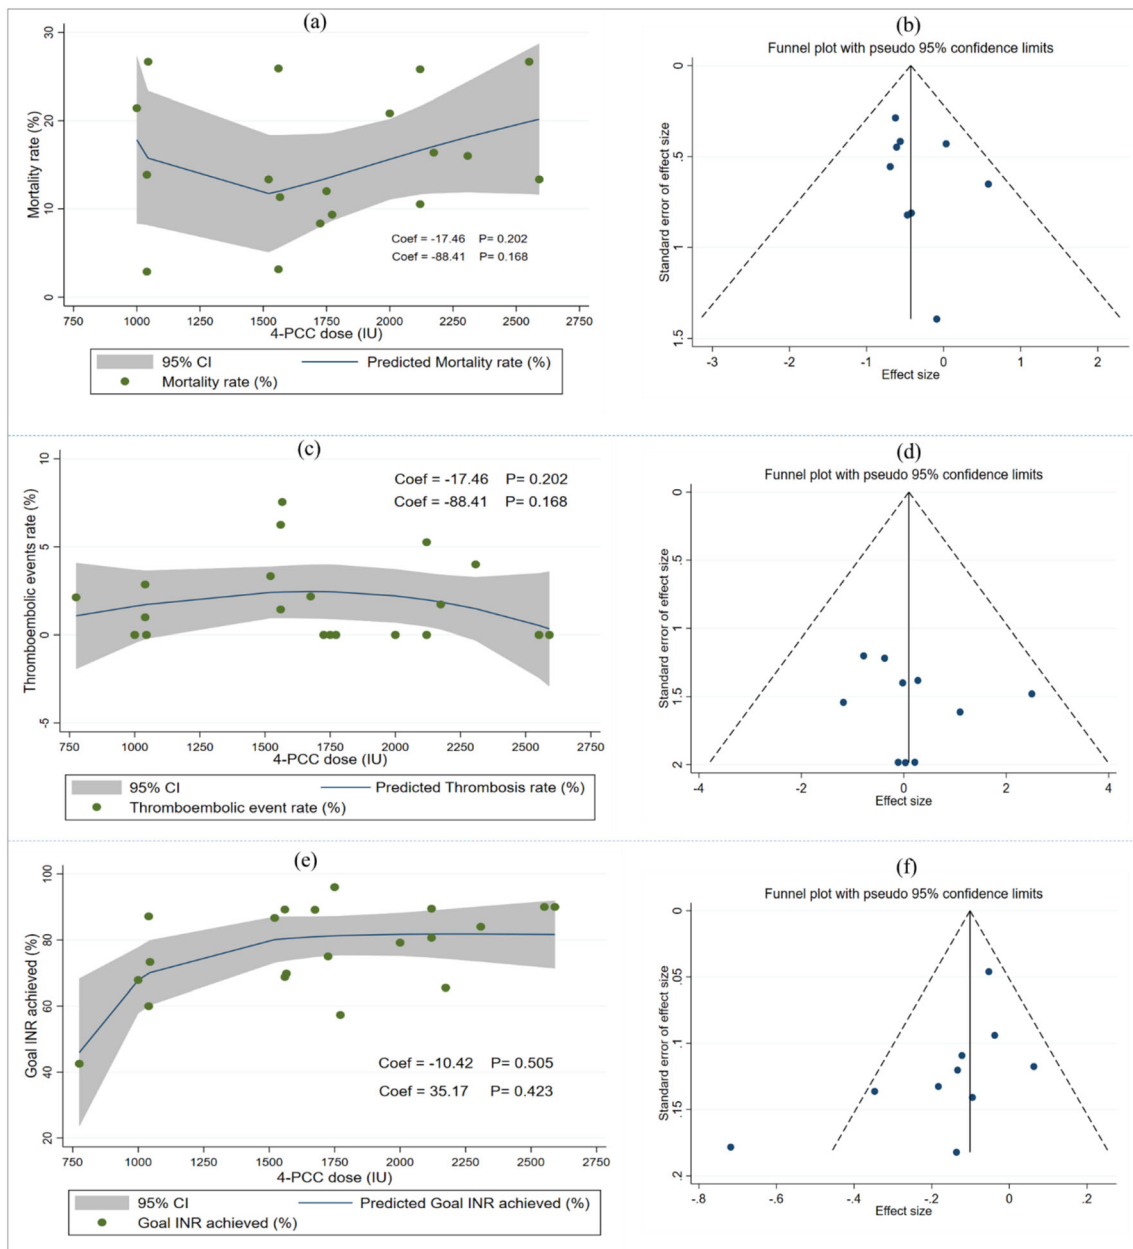 (a)
Mortality rate (%)
30
20
10
0
Coef = -17.46 P = 0.202
Coef = -88.41 P = 0.168
750 1000 1250 1500 1750 2000 2250 2500 2750
4-PCC dose (IU)
95% CI Predicted Mortality rate (%)
Mortality rate (%)
(b)
Funnel plot with pseudo 95% confidence limits
Standard error of effect size
0
.5
1
1.5
-3 -2 -1 0 1 2
Effect size
(c)
Thromboembolic events rate (%)
10
5
0
-5
Coef = -17.46 P= 0.202
Coef = -88.41 P= 0.168
750 1000 1250 1500 1750 2000 2250 2500 2750
4-PCC dose (IU)
95% CI Predicted Thrombosis rate (%)
Thromboembolic event rate (%)
(d)
Funnel plot with pseudo 95% confidence limits
Standard error of effect size
0
.5
1
1.5
2
-4 -2 0 2 4
Effect size
(e)
Goal INR achieved (%)
100
80
60
40
20
Coef = -10.42 P= 0.505
Coef = 35.17 P= 0.423
750 1000 1250 1500 1750 2000 2250 2500 2750
4-PCC dose (IU)
95% CI Predicted Goal INR achieved (%)
Goal INR achieved (%)
(f)
Funnel plot with pseudo 95% confidence limits
Standard error of effect size
0
.05
.1
.15
.2
-.8 -.6 -.4 -.2 0 .2
Effect size